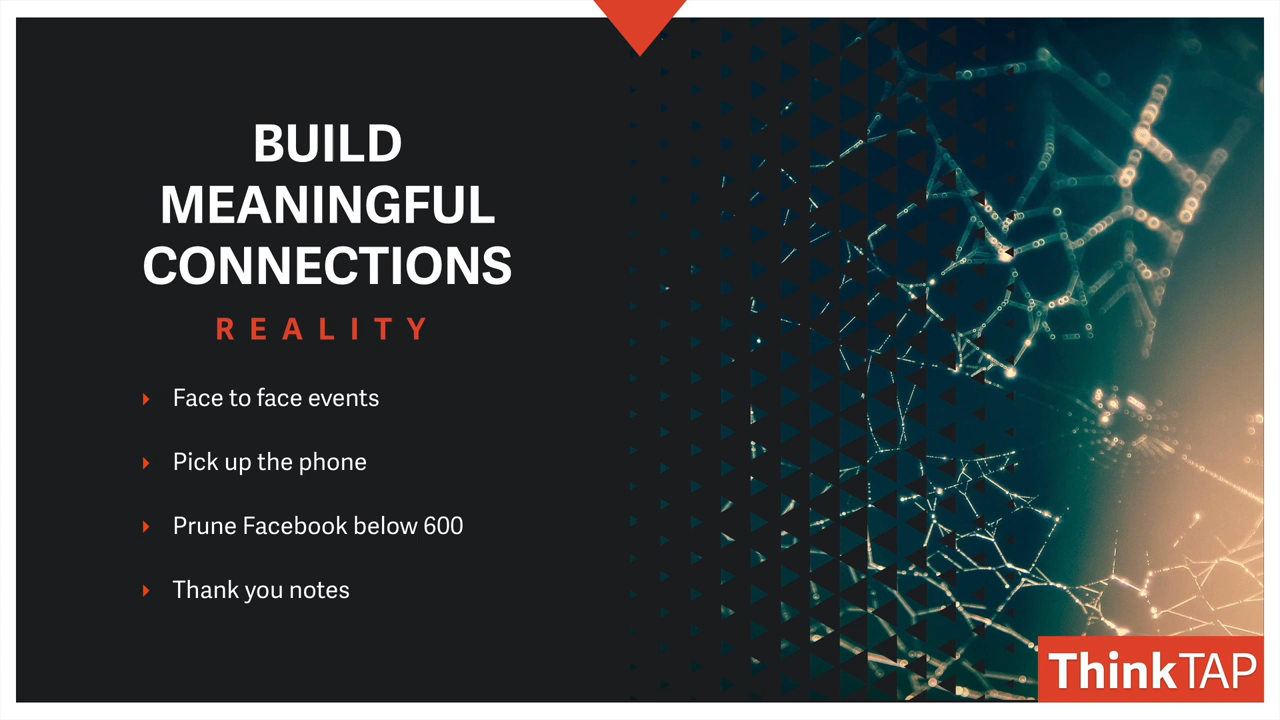 BUILD
MEANINGFUL
CONNECTIONS
REALITY
Face to face events
Pick up the phone
Prune Facebook below 600
Thank you notes
ThinkTAP